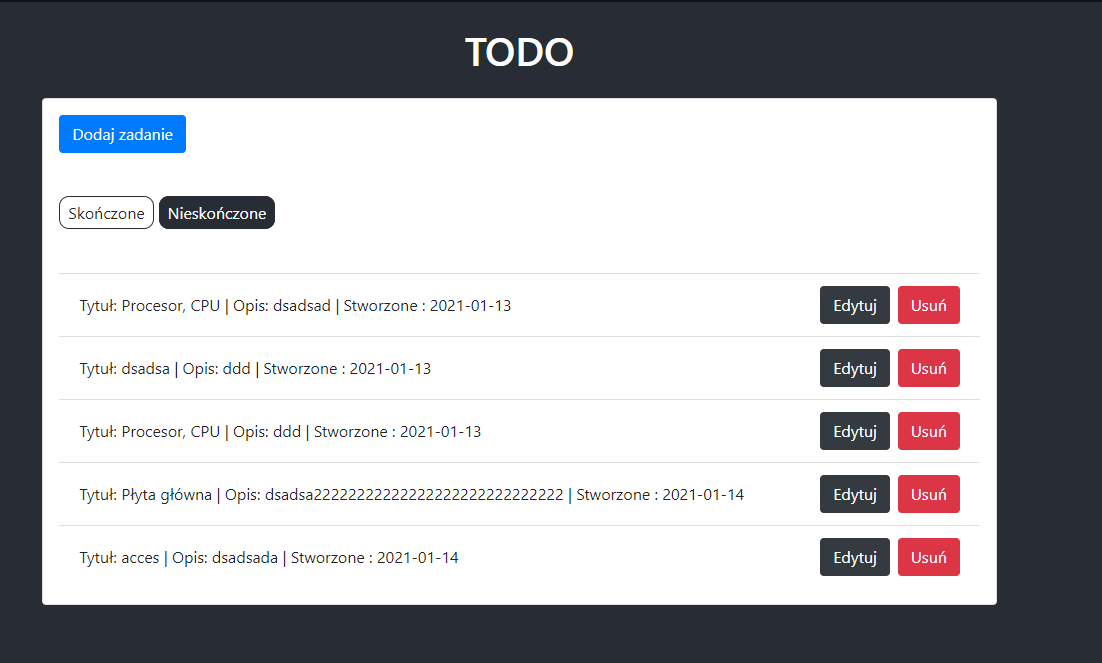 TODO
Dodaj zadanie
Skończone Nieskończone
Tytuł: Procesor, CPU | Opis: dsadsad | Stworzone : 2021-01-13 Edytuj Usuń
Tytuł: dsadsa | Opis: ddd | Stworzone : 2021-01-13 Edytuj Usuń
Tytuł: Procesor, CPU | Opis: ddd | Stworzone : 2021-01-13 Edytuj Usuń
Tytuł: Płyta główna | Opis: dsadsa2222222222222222222222222222 | Stworzone : 2021-01-14 Edytuj Usuń
Tytuł: acces | Opis: dsadsada | Stworzone : 2021-01-14 Edytuj Usuń